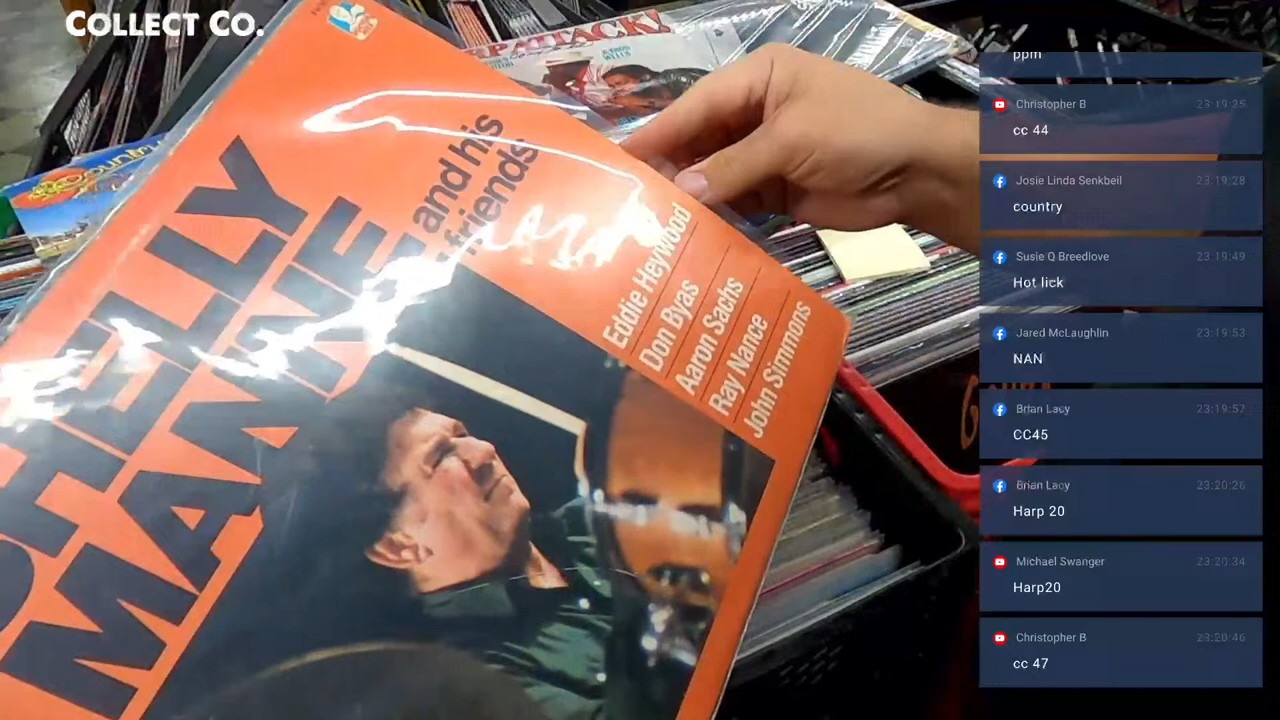 COLLECT CO.
SHELLY
MANNE
and his
friends
Eddie Heywood
Don Byas
Aaron Sachs
Ray Nance
John Simmons
ATTACK!
ppm
Christopher B 23:19:25
cc 44
Josie Linda Senkbeil 23:19:28
country
Susie Q Breedlove 23:19:49
Hot lick
Jared McLaughlin 23:19:53
NAN
Brian Lacy 23:19:57
CC45
Brian Lacy 23:20:26
Harp 20
Michael Swanger 23:20:34
Harp20
Christopher B 23:20:46
cc 47